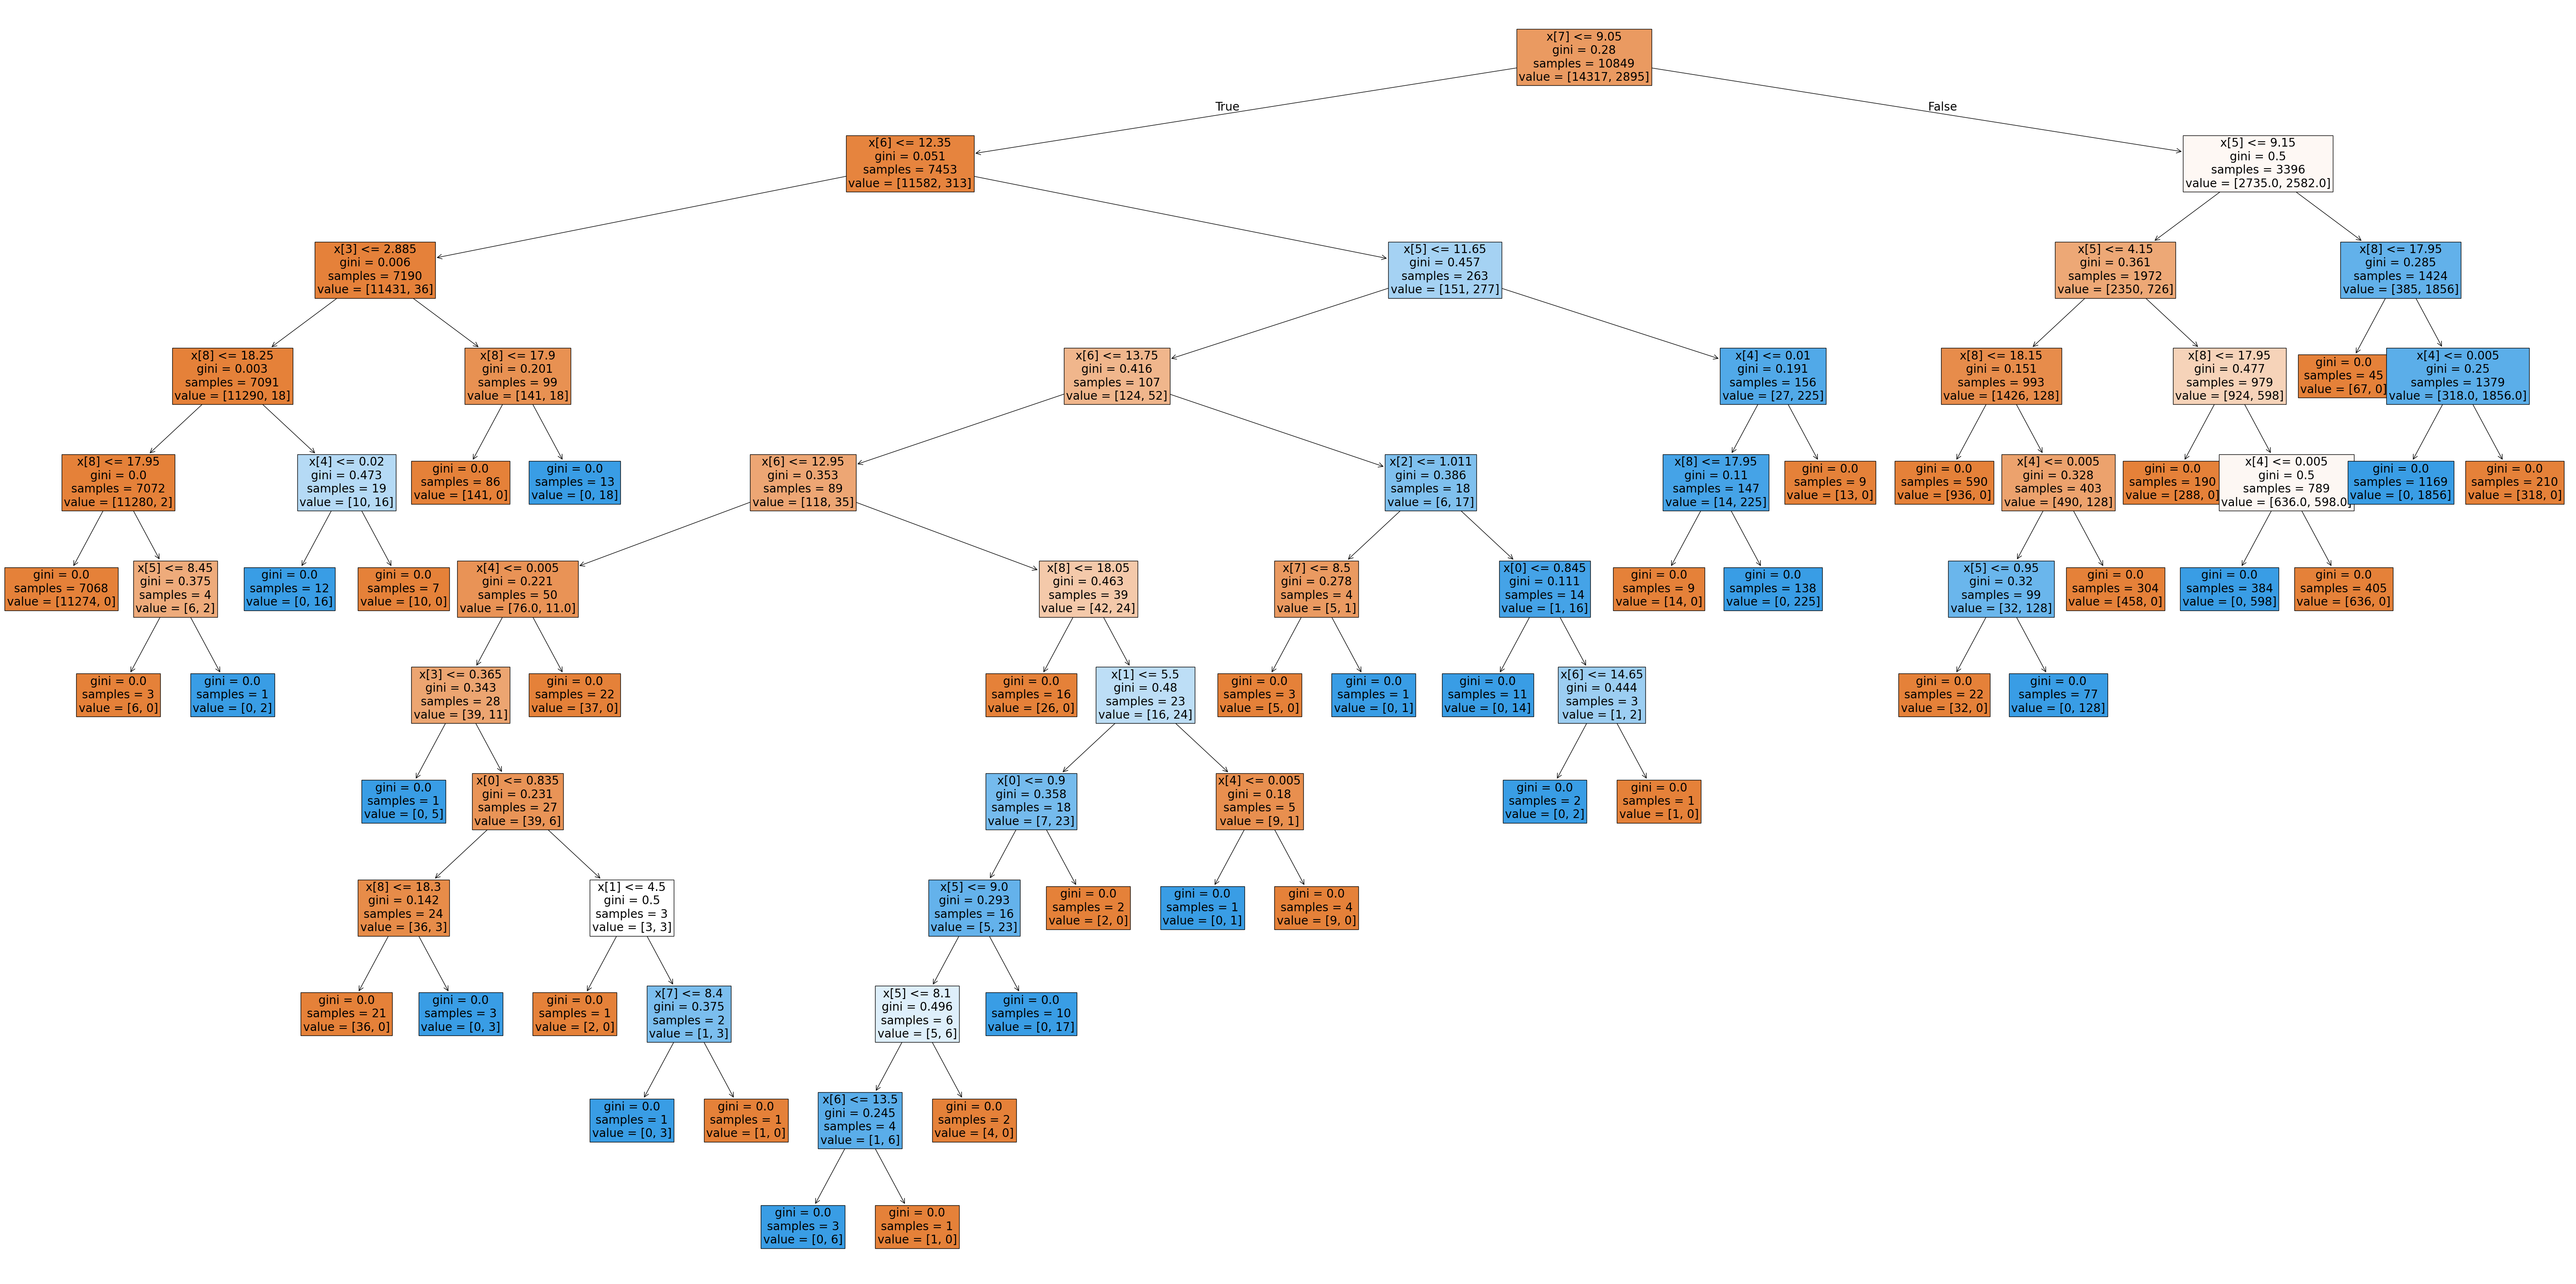 x[7] <= 9.05
gini = 0.28
samples = 10849
value = [14317, 2895]
True
False
x[6] <= 12.35
gini = 0.051
samples = 7453
value = [11582, 313]
x[5] <= 9.15
gini = 0.5
samples = 3396
value = [2735.0, 2582.0]
x[3] <= 2.885
gini = 0.006
samples = 7190
value = [11431, 36]
x[5] <= 11.65
gini = 0.457
samples = 263
value = [151, 277]
x[5] <= 4.15
gini = 0.361
samples = 1972
value = [2350, 726]
x[8] <= 17.95
gini = 0.285
samples = 1424
value = [385, 1856]
x[8] <= 18.25
gini = 0.003
samples = 7091
value = [11290, 18]
x[8] <= 17.9
gini = 0.201
samples = 99
value = [141, 18]
x[6] <= 13.75
gini = 0.416
samples = 107
value = [124, 52]
x[4] <= 0.01
gini = 0.191
samples = 156
value = [27, 225]
x[8] <= 18.15
gini = 0.151
samples = 993
value = [1426, 128]
x[8] <= 17.95
gini = 0.477
samples = 979
value = [924, 598]
gini = 0.0
samples = 45
value = [67, 0]
x[4] <= 0.005
gini = 0.25
samples = 1379
value = [318.0, 1856.0]
x[8] <= 17.95
gini = 0.0
samples = 7072
value = [11280, 2]
x[4] <= 0.02
gini = 0.473
samples = 19
value = [10, 16]
gini = 0.0
samples = 86
value = [141, 0]
gini = 0.0
samples = 13
value = [0, 18]
x[6] <= 12.95
gini = 0.353
samples = 89
value = [118, 35]
x[2] <= 1.011
gini = 0.386
samples = 18
value = [6, 17]
x[8] <= 17.95
gini = 0.11
samples = 147
value = [14, 225]
gini = 0.0
samples = 9
value = [13, 0]
gini = 0.0
samples = 590
value = [936, 0]
x[4] <= 0.005
gini = 0.328
samples = 403
value = [490, 128]
gini = 0.0
samples = 190
value = [288, 0]
x[4] <= 0.005
gini = 0.5
samples = 789
value = [636.0, 598.0]
gini = 0.0
samples = 1169
value = [0, 1856]
gini = 0.0
samples = 210
value = [318, 0]
gini = 0.0
samples = 7068
value = [11274, 0]
x[5] <= 8.45
gini = 0.375
samples = 4
value = [6, 2]
gini = 0.0
samples = 12
value = [0, 16]
gini = 0.0
samples = 7
value = [10, 0]
x[4] <= 0.005
gini = 0.221
samples = 50
value = [76.0, 11.0]
x[8] <= 18.05
gini = 0.463
samples = 39
value = [42, 24]
x[7] <= 8.5
gini = 0.278
samples = 4
value = [5, 1]
x[0] <= 0.845
gini = 0.111
samples = 14
value = [1, 16]
gini = 0.0
samples = 9
value = [14, 0]
gini = 0.0
samples = 138
value = [0, 225]
x[5] <= 0.95
gini = 0.32
samples = 99
value = [32, 128]
gini = 0.0
samples = 304
value = [458, 0]
gini = 0.0
samples = 384
value = [0, 598]
gini = 0.0
samples = 405
value = [636, 0]
gini = 0.0
samples = 3
value = [6, 0]
gini = 0.0
samples = 1
value = [0, 2]
x[3] <= 0.365
gini = 0.343
samples = 28
value = [39, 11]
gini = 0.0
samples = 22
value = [37, 0]
gini = 0.0
samples = 16
value = [26, 0]
x[1] <= 5.5
gini = 0.48
samples = 23
value = [16, 24]
gini = 0.0
samples = 3
value = [5, 0]
gini = 0.0
samples = 1
value = [0, 1]
gini = 0.0
samples = 11
value = [0, 14]
x[6] <= 14.65
gini = 0.444
samples = 3
value = [1, 2]
gini = 0.0
samples = 22
value = [32, 0]
gini = 0.0
samples = 77
value = [0, 128]
gini = 0.0
samples = 1
value = [0, 5]
x[0] <= 0.835
gini = 0.231
samples = 27
value = [39, 6]
x[0] <= 0.9
gini = 0.358
samples = 18
value = [7, 23]
x[4] <= 0.005
gini = 0.18
samples = 5
value = [9, 1]
gini = 0.0
samples = 2
value = [0, 2]
gini = 0.0
samples = 1
value = [1, 0]
x[8] <= 18.3
gini = 0.142
samples = 24
value = [36, 3]
x[1] <= 4.5
gini = 0.5
samples = 3
value = [3, 3]
x[5] <= 9.0
gini = 0.293
samples = 16
value = [5, 23]
gini = 0.0
samples = 2
value = [2, 0]
gini = 0.0
samples = 1
value = [0, 1]
gini = 0.0
samples = 4
value = [9, 0]
gini = 0.0
samples = 21
value = [36, 0]
gini = 0.0
samples = 3
value = [0, 3]
gini = 0.0
samples = 1
value = [2, 0]
x[7] <= 8.4
gini = 0.375
samples = 2
value = [1, 3]
x[5] <= 8.1
gini = 0.496
samples = 6
value = [5, 6]
gini = 0.0
samples = 10
value = [0, 17]
gini = 0.0
samples = 1
value = [0, 3]
gini = 0.0
samples = 1
value = [1, 0]
x[6] <= 13.5
gini = 0.245
samples = 4
value = [1, 6]
gini = 0.0
samples = 2
value = [4, 0]
gini = 0.0
samples = 3
value = [0, 6]
gini = 0.0
samples = 1
value = [1, 0]